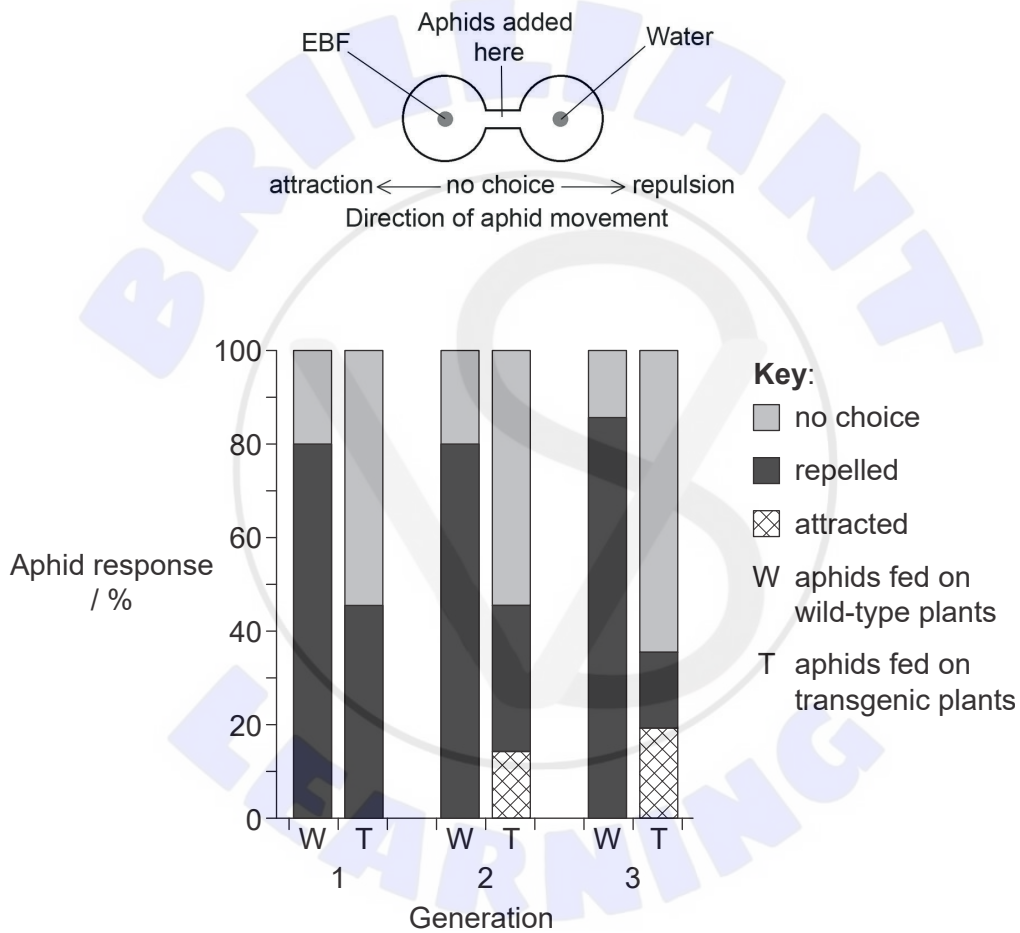 Aphids added
here
EBF
Water
attraction ← no choice → repulsion
Direction of aphid movement
BRILLIANT
VS
LEARNING
100
80
60
40
20
0
Aphid response
/ %
Key:
no choice
repelled
attracted
W aphids fed on
wild-type plants
T aphids fed on
transgenic plants
W T W T W T
1 2 3
Generation